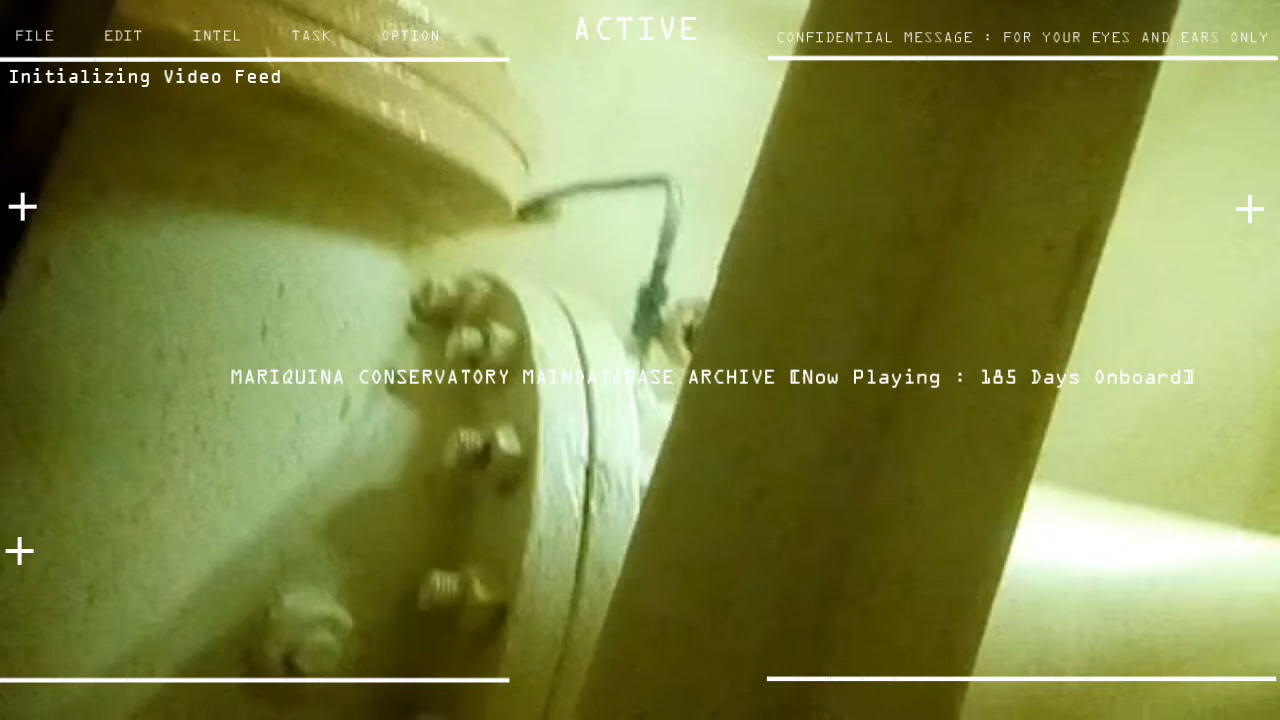 FILE EDIT INTEL TASK OPTION
ACTIVE
CONFIDENTIAL MESSAGE : FOR YOUR EYES AND EARS ONLY
Initializing Video Feed
MARIQUINA CONSERVATORY MAINDATABASE ARCHIVE [Now Playing : 185 Days Onboard]